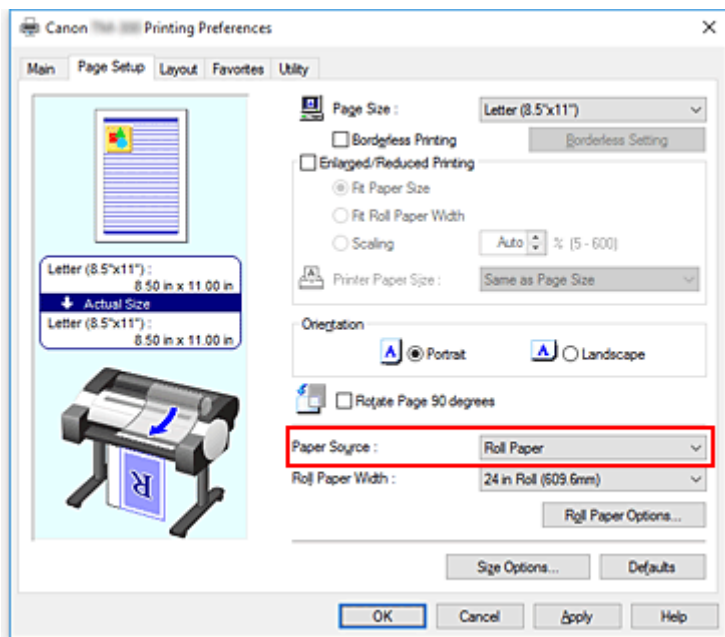 Canon Printing Preferences
Main Page Setup Layout Favorites Utility
Page Size : Letter (8.5"x11")
Borderless Printing Borderless Setting
Enlarged/Reduced Printing
Fit Paper Size
Fit Roll Paper Width
Scaling Auto % (5 - 600)
Printer Paper Size : Same as Page Size
Letter (8.5"x11") :
8.50 in x 11.00 in
Actual Size
Letter (8.5"x11") :
8.50 in x 11.00 in
Orientation
A Portrait A Landscape
Rotate Page 90 degrees
Paper Source : Roll Paper
Roll Paper Width : 24 in Roll (609.6mm)
Roll Paper Options...
R
Size Options... Defaults
OK Cancel Apply Help